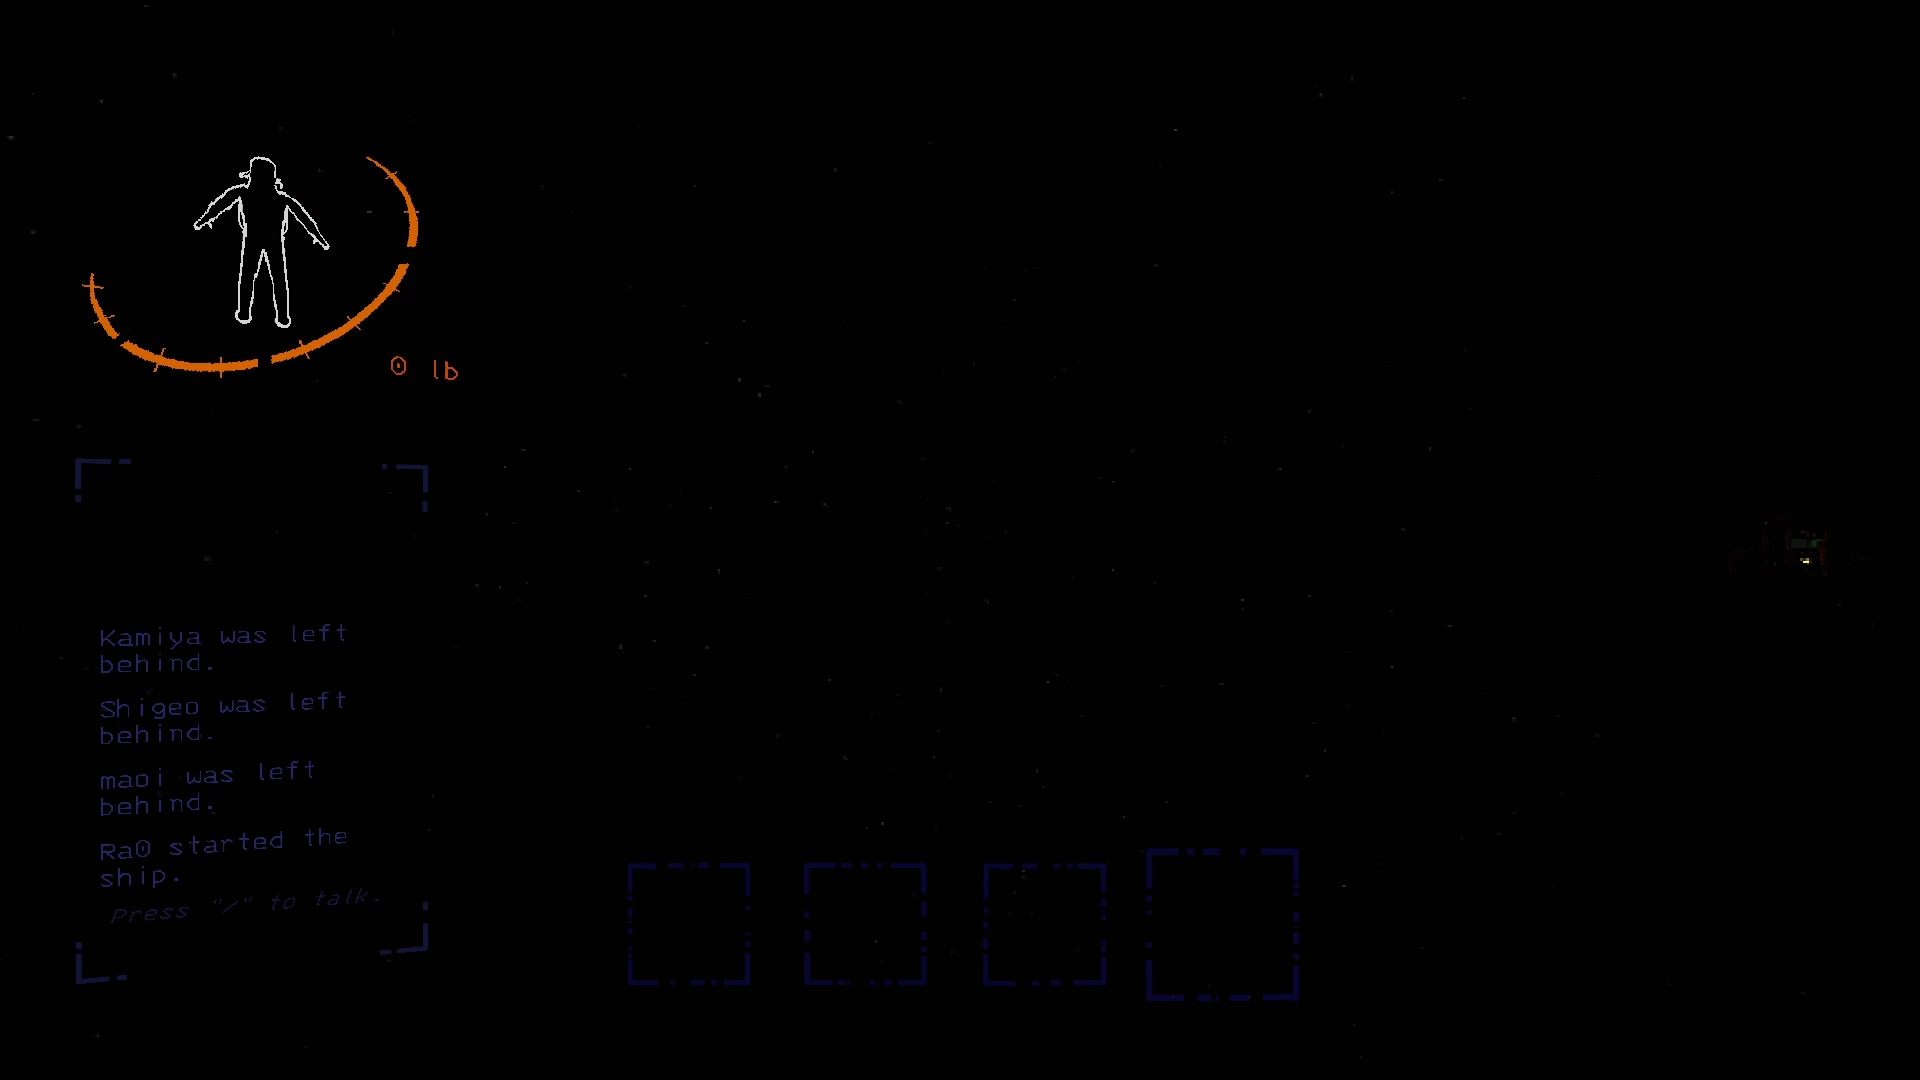 0 lb
Kamiya was left
behind.
Shigeo was left
behind.
maoi was left
behind.
Ra0 started the
ship.
Press "/" to talk.